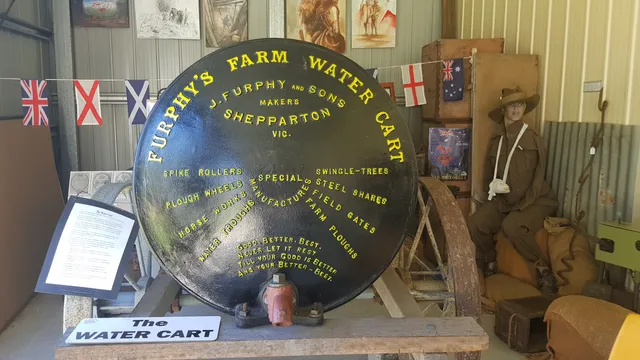 FURPHY'S FARM WATER CART
J. FURPHY AND SONS
MAKERS
SHEPPARTON
VIC.
SPIKE ROLLERS
PLOUGH WHEELS
HORSE WORKS
WATER TROUGHS
SPECIAL
MANUFACTURES
SWINGLE-TREES
STEEL SHARES
FIELD GATES
FARM PLOUGHS
GOOD, BETTER, BEST,
NEVER LET IT REST
TILL YOUR GOOD IS BETTER
AND YOUR BETTER - BEST.
The
WATER CART